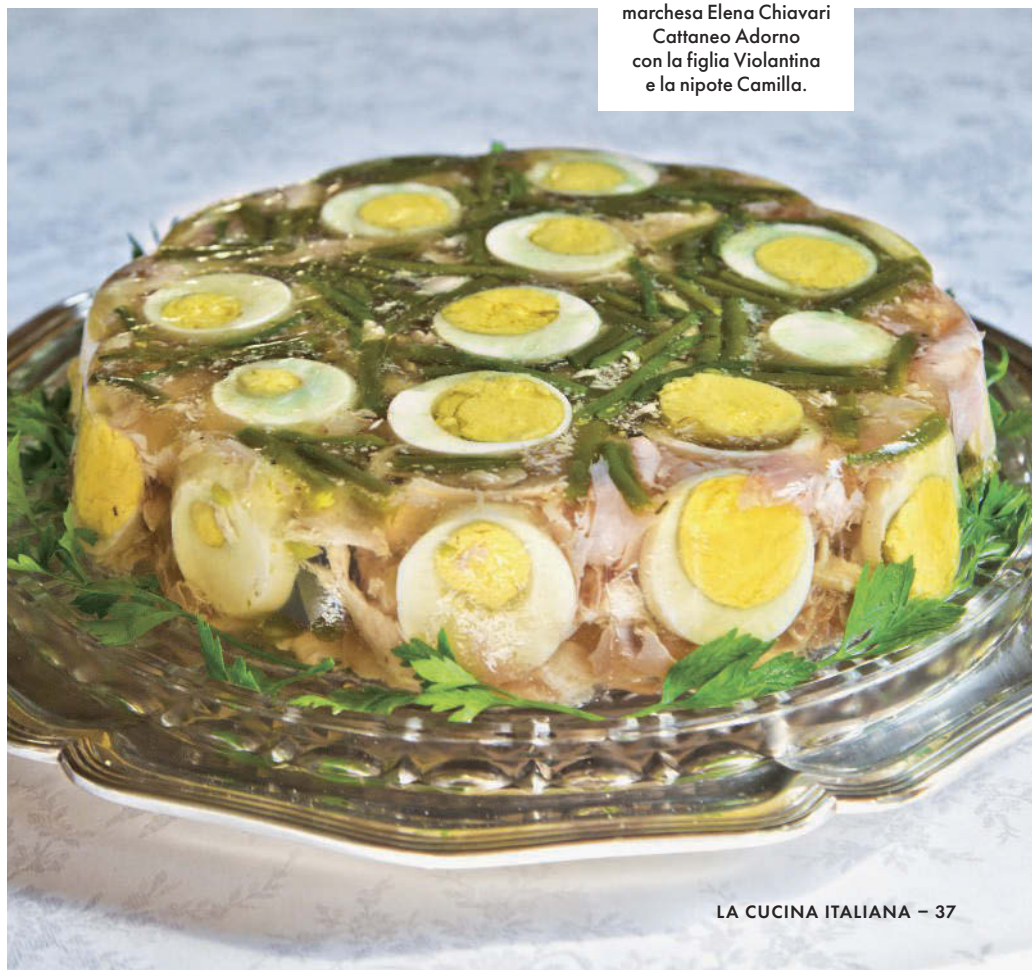 marchesa Elena Chiavari
Cattaneo Adorno
con la figlia Violantina
e la nipote Camilla.
LA CUCINA ITALIANA – 37